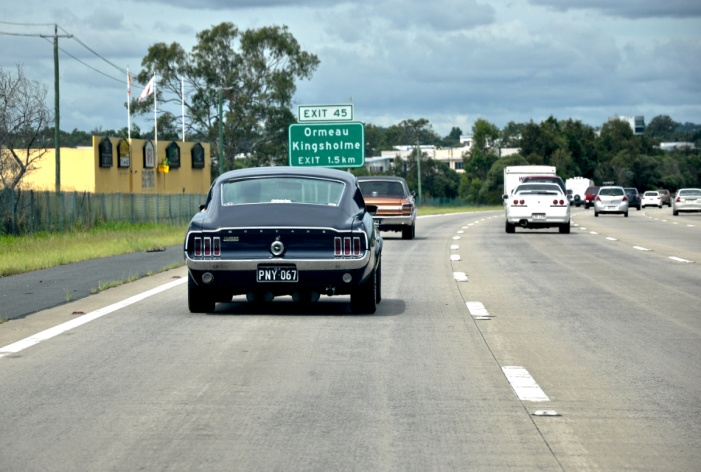 EXIT 45
Ormeau
Kingsholme
EXIT 1.5km
PNY 067